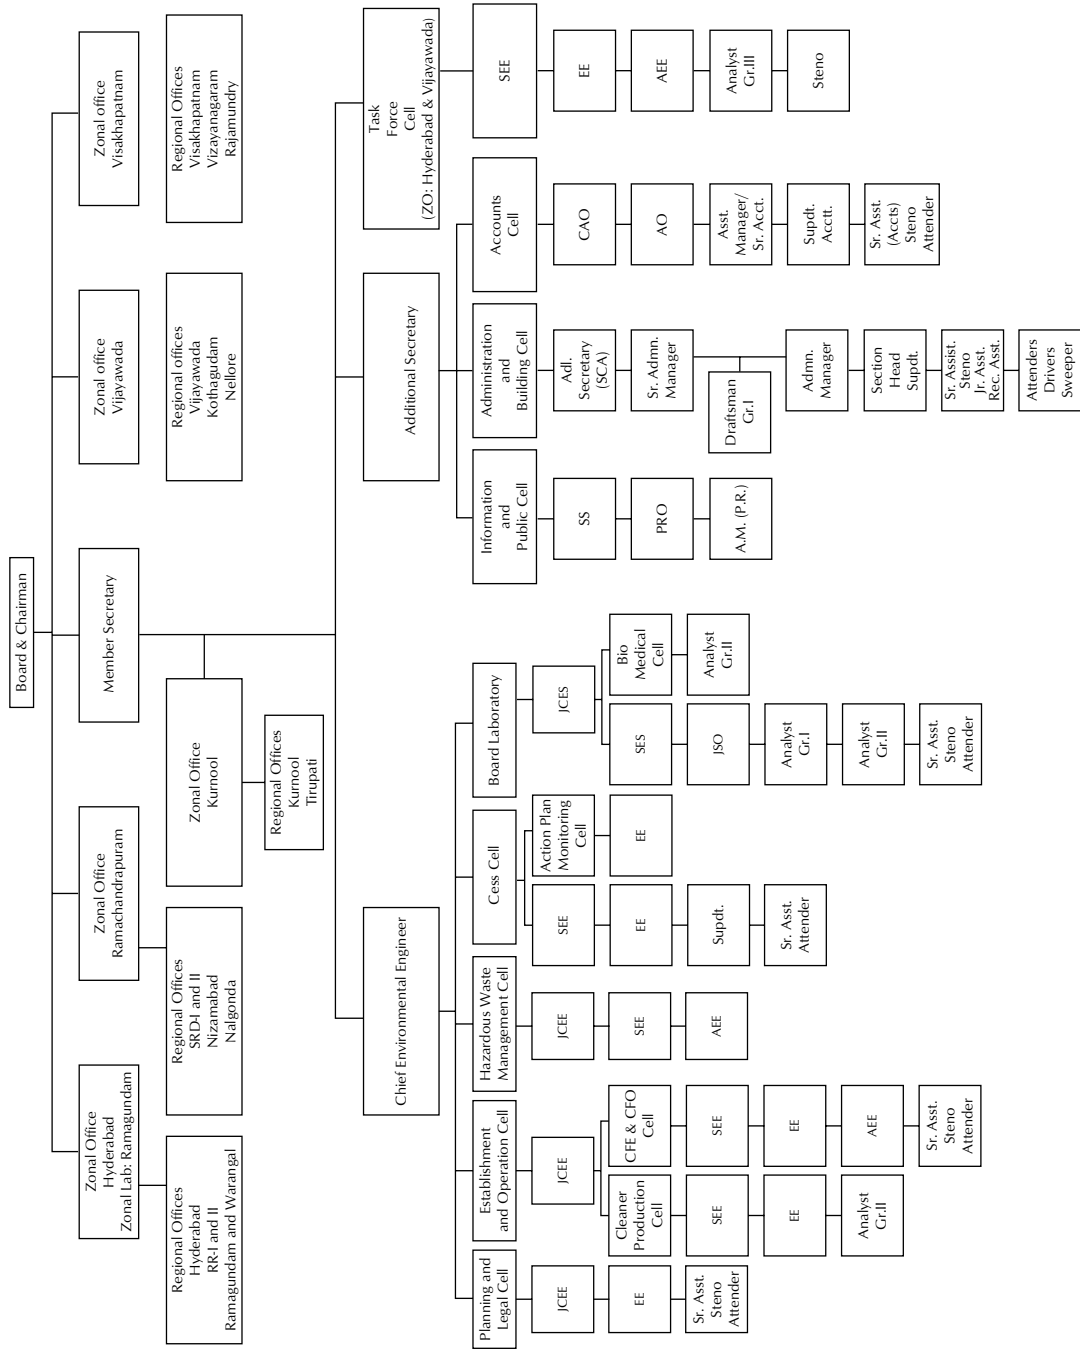 Board & Chairman
Zonal Office
Hyderabad
Zonal Lab: Ramagundam
Zonal Office
Ramachandrapuram
Member Secretary
Zonal office
Vijayawada
Zonal office
Visakhapatnam
Regional Offices
Hyderabad
RR-I and II
Ramagundam and Warangal
Regional Offices
SRD-I and II
Nizamabad
Nalgonda
Zonal Office
Kurnool
Regional offices
Vijayawada
Kothagudam
Nellore
Regional Offices
Visakhapatnam
Vizayanagaram
Rajamundry
Regional Offices
Kurnool
Tirupati
Chief Environmental Engineer
Additional Secretary
Task
Force
Cell
(ZO: Hyderabad & Vijayawada)
Planning and
Legal Cell
JCEE
EE
Sr. Asst.
Steno
Attender
Establishment
and Operation Cell
JCEE
Cleaner
Production
Cell
SEE
EE
Analyst
Gr.II
CFE & CFO
Cell
SEE
EE
AEE
Sr. Asst.
Steno
Attender
Hazardous Waste
Management Cell
JCEE
SEE
AEE
Cess Cell
SEE
EE
Supdt.
Sr. Asst.
Attender
Action Plan
Monitoring
Cell
EE
Board Laboratory
JCES
SES
JSO
Analyst
Gr.I
Analyst
Gr.II
Sr. Asst.
Steno
Attender
Bio
Medical
Cell
Analyst
Gr.II
Information
and
Public Cell
SS
PRO
A.M. (P.R.)
Administration
and
Building Cell
Adl.
Secretary
(SCA)
Sr. Admn.
Manager
Draftsman
Gr.I
Admn.
Manager
Section
Head
Supdt.
Sr. Assist.
Steno
Jr. Asst.
Rec. Asst.
Attenders
Drivers
Sweeper
Accounts
Cell
CAO
AO
Asst.
Manager/
Sr. Acct.
Supdt.
Acctt.
Sr. Asst.
(Accts)
Steno
Attender
SEE
EE
AEE
Analyst
Gr.III
Steno